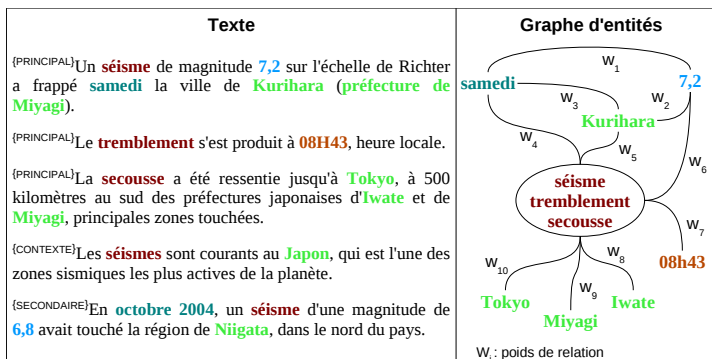 Texte
{PRINCIPAL}Un séisme de magnitude 7,2 sur l'échelle de Richter
a frappé samedi la ville de Kurihara (préfecture de
Miyagi).
{PRINCIPAL}Le tremblement s'est produit à 08H43, heure locale.
{PRINCIPAL}La secousse a été ressentie jusqu'à Tokyo, à 500
kilomètres au sud des préfectures japonaises d'Iwate et de
Miyagi, principales zones touchées.
{CONTEXTE}Les séismes sont courants au Japon, qui est l'une des
zones sismiques les plus actives de la planète.
{SECONDAIRE}En octobre 2004, un séisme d'une magnitude de
6,8 avait touché la région de Niigata, dans le nord du pays.
Graphe d'entités
W1
samedi
7,2
W3
W2
Kurihara
W4
W5
W6
séisme
tremblement
secousse
W7
08h43
W10
W8
W9
Tokyo
Iwate
Miyagi
Wi : poids de relation